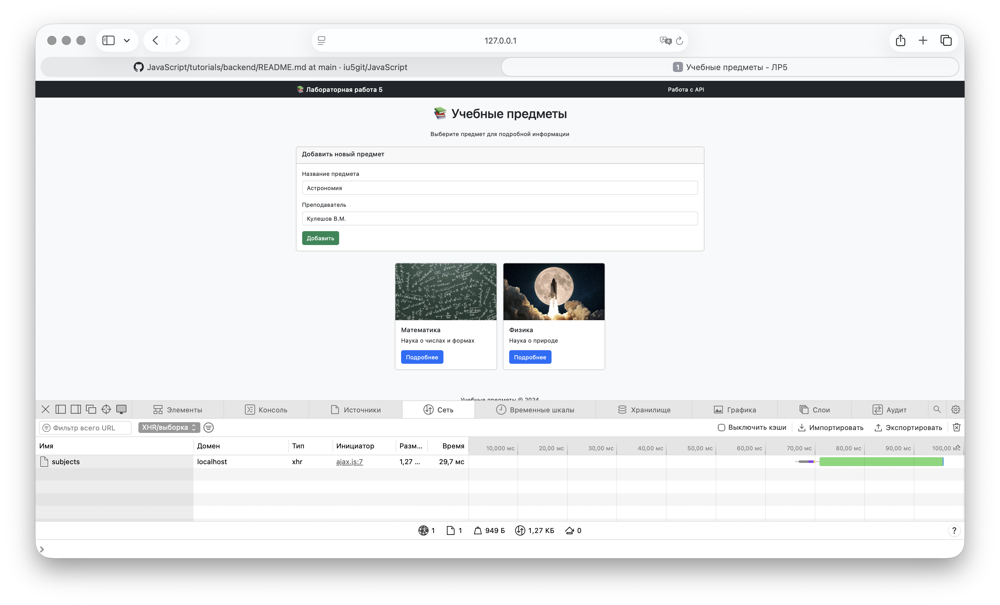 127.0.0.1
JavaScript/tutorials/backend/README.md at main · iu5git/JavaScript
1 Учебные предметы - ЛР5
Лабораторная работа 5
Работа с API
Учебные предметы
Выберите предмет для подробной информации
Добавить новый предмет
Название предмета
Астрономия
Преподаватель
Кулешов В.М.
Добавить
Математика
Наука о числах и формах
Подробнее
Физика
Наука о природе
Подробнее
Учебные предметы © 2024
Элементы
Консоль
Источники
Сеть
Временные шкалы
Хранилище
Графика
Слои
Аудит
Фильтр всего URL
XHR/выборка
Выключить кэши
Импортировать
Экспортировать
Имя
Домен
Тип
Инициатор
Разм...
Время
10,000 мс
20,00 мс
30,00 мс
40,00 мс
50,00 мс
60,00 мс
70,00 мс
80,00 мс
90,00 мс
100,00 мс
subjects
localhost
xhr
ajax.js:7
1,27 ...
29,7 мс
1
1
949 Б
1,27 КБ
0
?